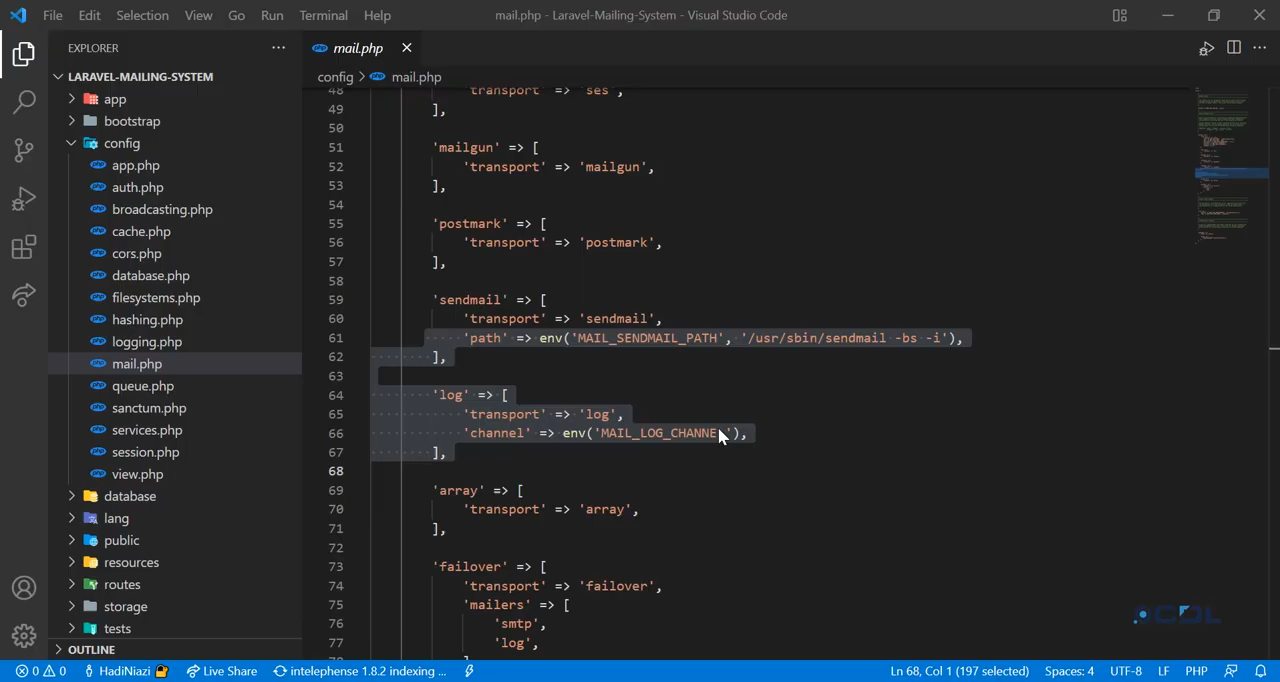 File Edit Selection View Go Run Terminal Help
mail.php - Laravel-Mailing-System - Visual Studio Code
EXPLORER
LARAVEL-MAILING-SYSTEM
app
bootstrap
config
app.php
auth.php
broadcasting.php
cache.php
cors.php
database.php
filesystems.php
hashing.php
logging.php
mail.php
queue.php
sanctum.php
services.php
session.php
view.php
database
lang
public
resources
routes
storage
tests
OUTLINE
mail.php
config > mail.php
48 'transport' => 'ses',
49 ],
50
51 'mailgun' => [
52 'transport' => 'mailgun',
53 ],
54
55 'postmark' => [
56 'transport' => 'postmark',
57 ],
58
59 'sendmail' => [
60 'transport' => 'sendmail',
61 'path' => env('MAIL_SENDMAIL_PATH', '/usr/sbin/sendmail -bs -i'),
62 ],
63
64 'log' => [
65 'transport' => 'log',
66 'channel' => env('MAIL_LOG_CHANNEL'),
67 ],
68
69 'array' => [
70 'transport' => 'array',
71 ],
72
73 'failover' => [
74 'transport' => 'failover',
75 'mailers' => [
76 'smtp',
77 'log',
0 0 HadiNiazi Live Share intelephense 1.8.2 indexing ... Ln 68, Col 1 (197 selected) Spaces: 4 UTF-8 LF PHP